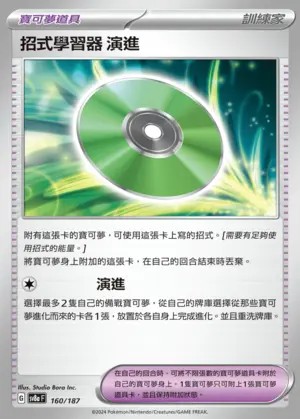 寶可夢道具 訓練家
招式學習器 演進
附有這張卡的寶可夢，可使用這張卡上寫的招式。[需要有足夠使
用招式的能量。]
將寶可夢身上附加的這張卡，在自己的回合結束時丟棄。
演進
選擇最多2隻自己的備戰寶可夢，從自己的牌庫選擇從那些寶可
夢進化而來的卡各1張，放置於各自身上完成進化。並且重洗牌庫。
在自己的回合時，可將不限張數的寶可夢道具卡附於
自己的寶可夢身上。1隻寶可夢只可附上1張寶可夢
道具卡，並且保持附加狀態。
Illus. Studio Bora Inc.
G SV8a F 160/187
©2024 Pokémon/Nintendo/Creatures/GAME FREAK.